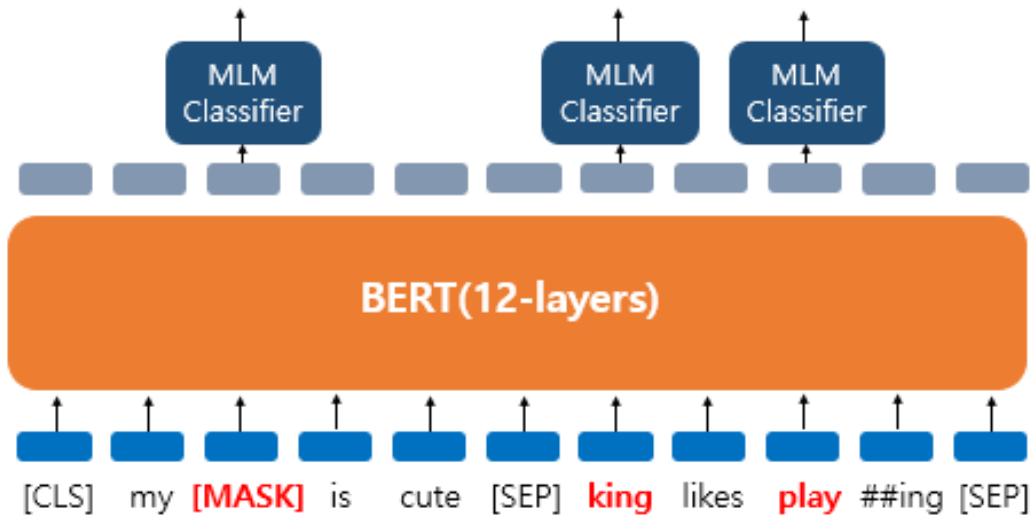 MLM
Classifier
MLM
Classifier
MLM
Classifier
BERT(12-layers)
[CLS] my [MASK] is cute [SEP] king likes play ##ing [SEP]